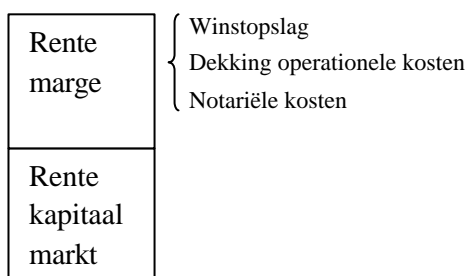 Rente
marge
Winstopslag
Dekking operationele kosten
Notariële kosten
Rente
kapitaal
markt